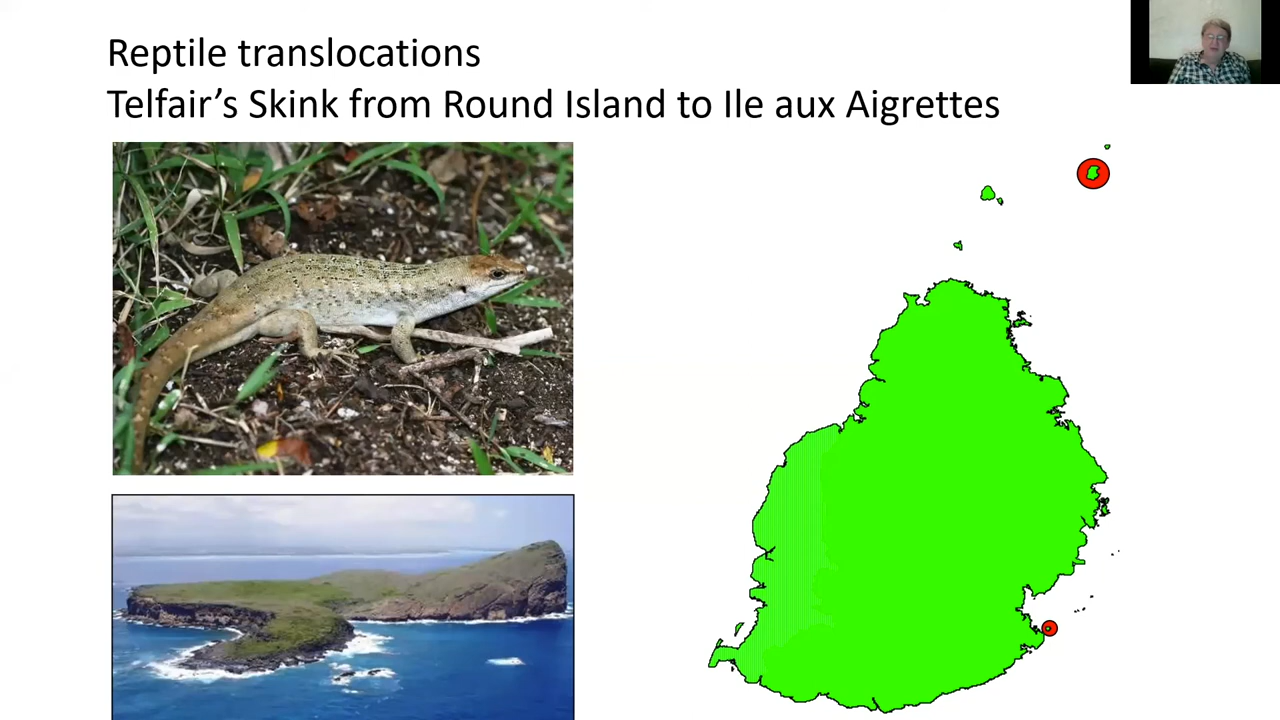 Reptile translocations
Telfair’s Skink from Round Island to Ile aux Aigrettes